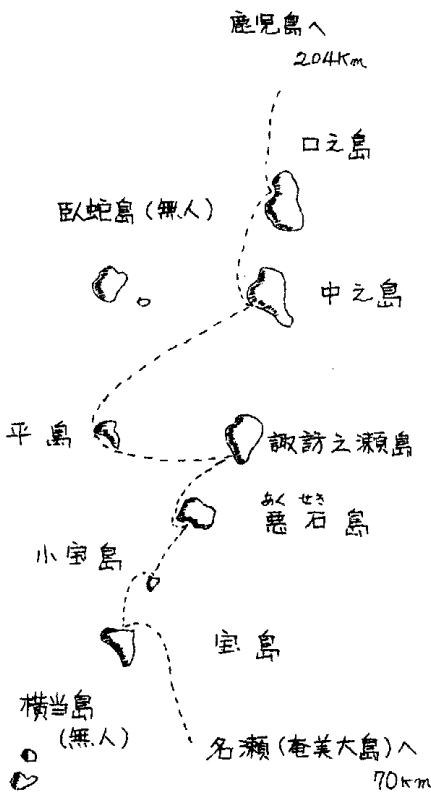 鹿児島へ
204Km
口之島
臥蛇島(無人)
中之島
平島
諏訪之瀬島
あくせき
悪石島
小宝島
宝島
横当島
(無人)
名瀬(奄美大島)へ
70Km